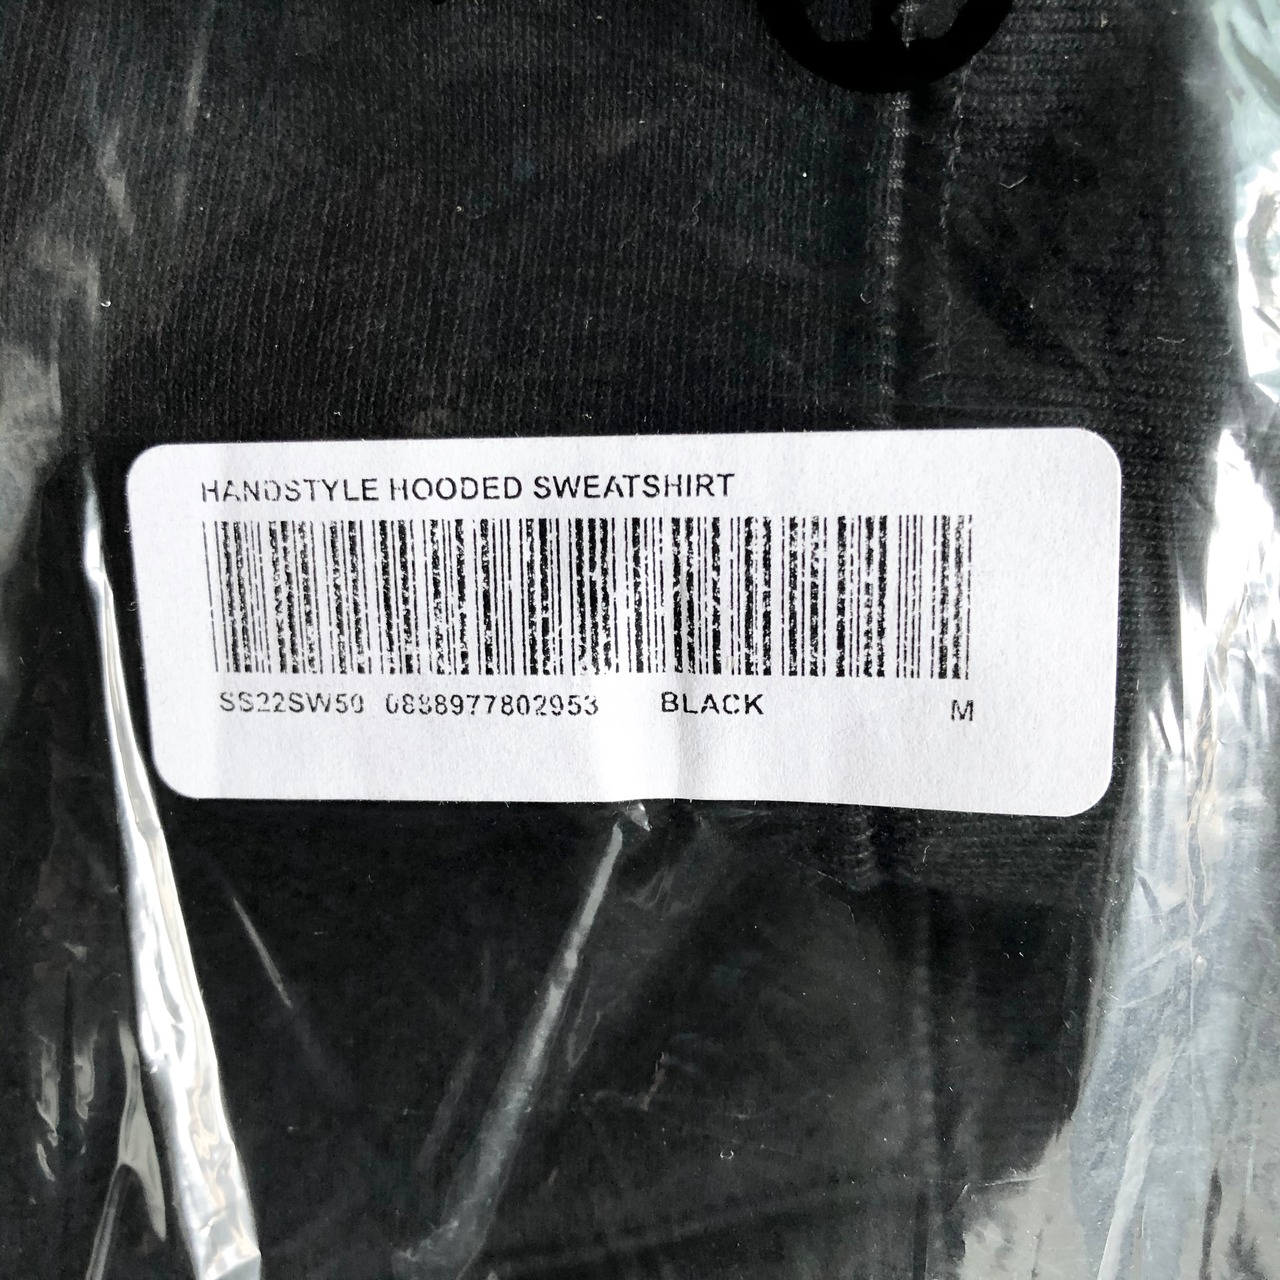 HANDSTYLE HOODED SWEATSHIRT
SS22SW50 0888977802953 BLACK M